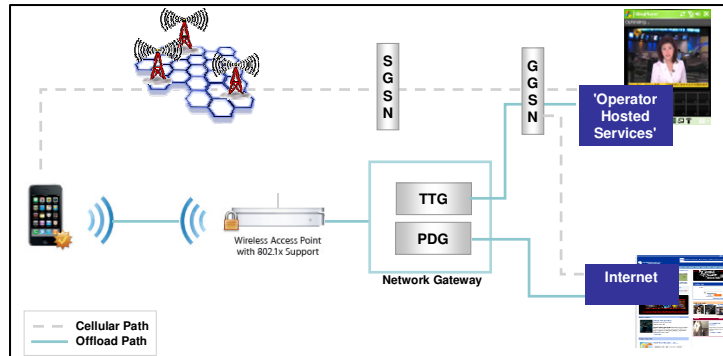 S
G
S
N
G
G
S
N
'Operator
Hosted
Services'
TTG
PDG
Wireless Access Point
with 802.1x Support
Network Gateway
Internet
Cellular Path
Offload Path